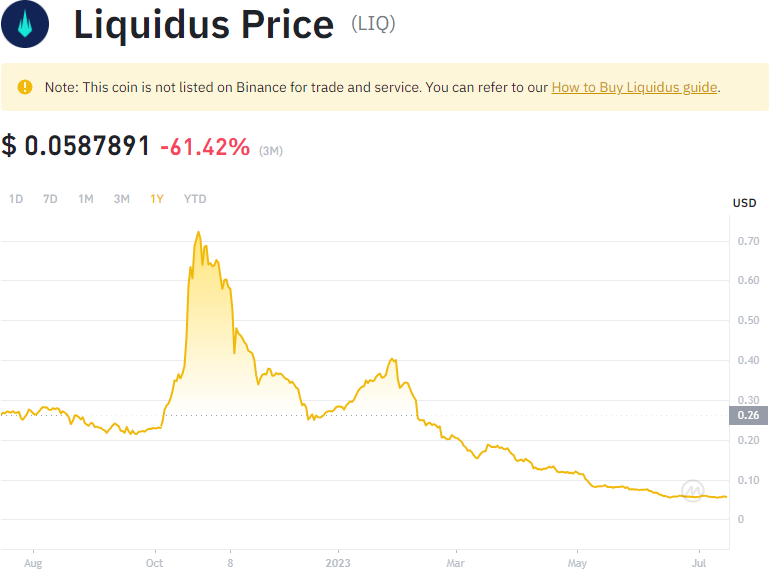 Liquidus Price (LIQ)
Note: This coin is not listed on Binance for trade and service. You can refer to our How to Buy Liquidus guide.
$ 0.0587891 -61.42% (3M)
1D 7D 1M 3M 1Y YTD
USD
0.70
0.60
0.50
0.40
0.30
0.26
0.20
0.10
0
Aug Oct 8 2023 Mar May Jul